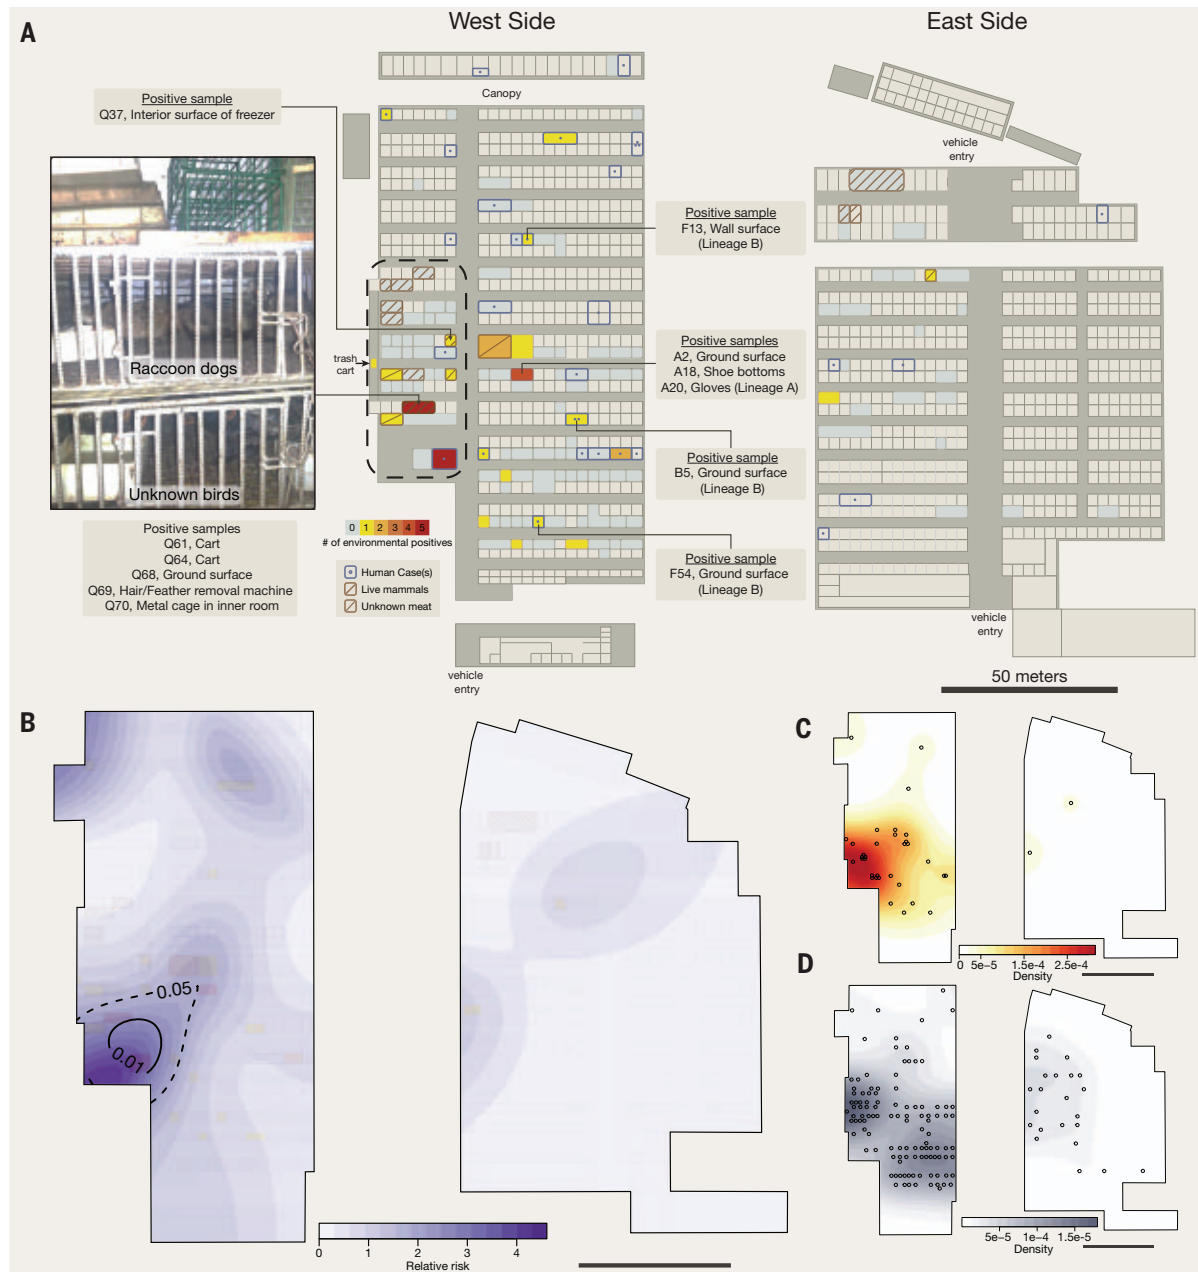 A
West Side
East Side
Positive sample
Q37, Interior surface of freezer
Canopy
vehicle
entry
Raccoon dogs
Unknown birds
trash
cart
Positive sample
F13, Wall surface
(Lineage B)
Positive samples
A2, Ground surface
A18, Shoe bottoms
A20, Gloves (Lineage A)
Positive sample
B5, Ground surface
(Lineage B)
Positive sample
F54, Ground surface
(Lineage B)
Positive samples
Q61, Cart
Q64, Cart
Q68, Ground surface
Q69, Hair/Feather removal machine
Q70, Metal cage in inner room
0 1 2 3 4 5
# of environmental positives
Human Case(s)
Live mammals
Unknown meat
vehicle
entry
vehicle
entry
50 meters
B
0.05
0.01
0 1 2 3 4
Relative risk
C
0 5e-5 1.5e-4 2.5e-4
Density
D
5e-5 1e-4 1.5e-5
Density